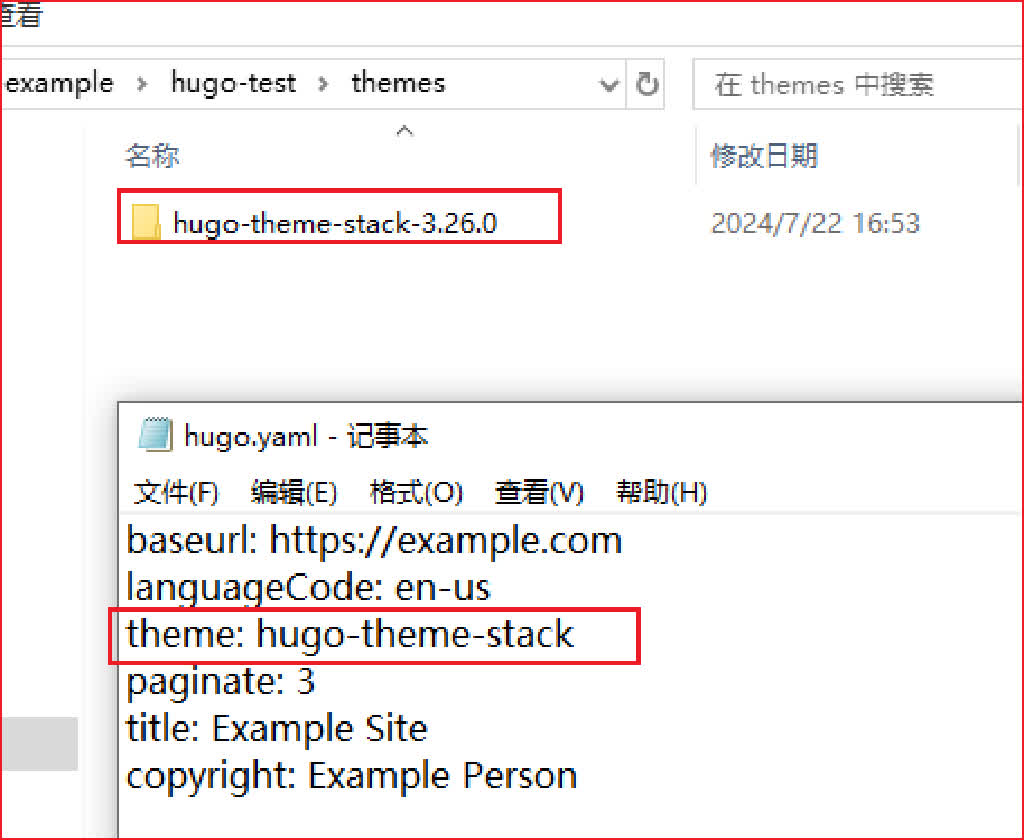 查看
example › hugo-test › themes
在 themes 中搜索
名称
修改日期
hugo-theme-stack-3.26.0
2024/7/22 16:53
hugo.yaml - 记事本
文件(F) 编辑(E) 格式(O) 查看(V) 帮助(H)
baseurl: https://example.com
languageCode: en-us
theme: hugo-theme-stack
paginate: 3
title: Example Site
copyright: Example Person